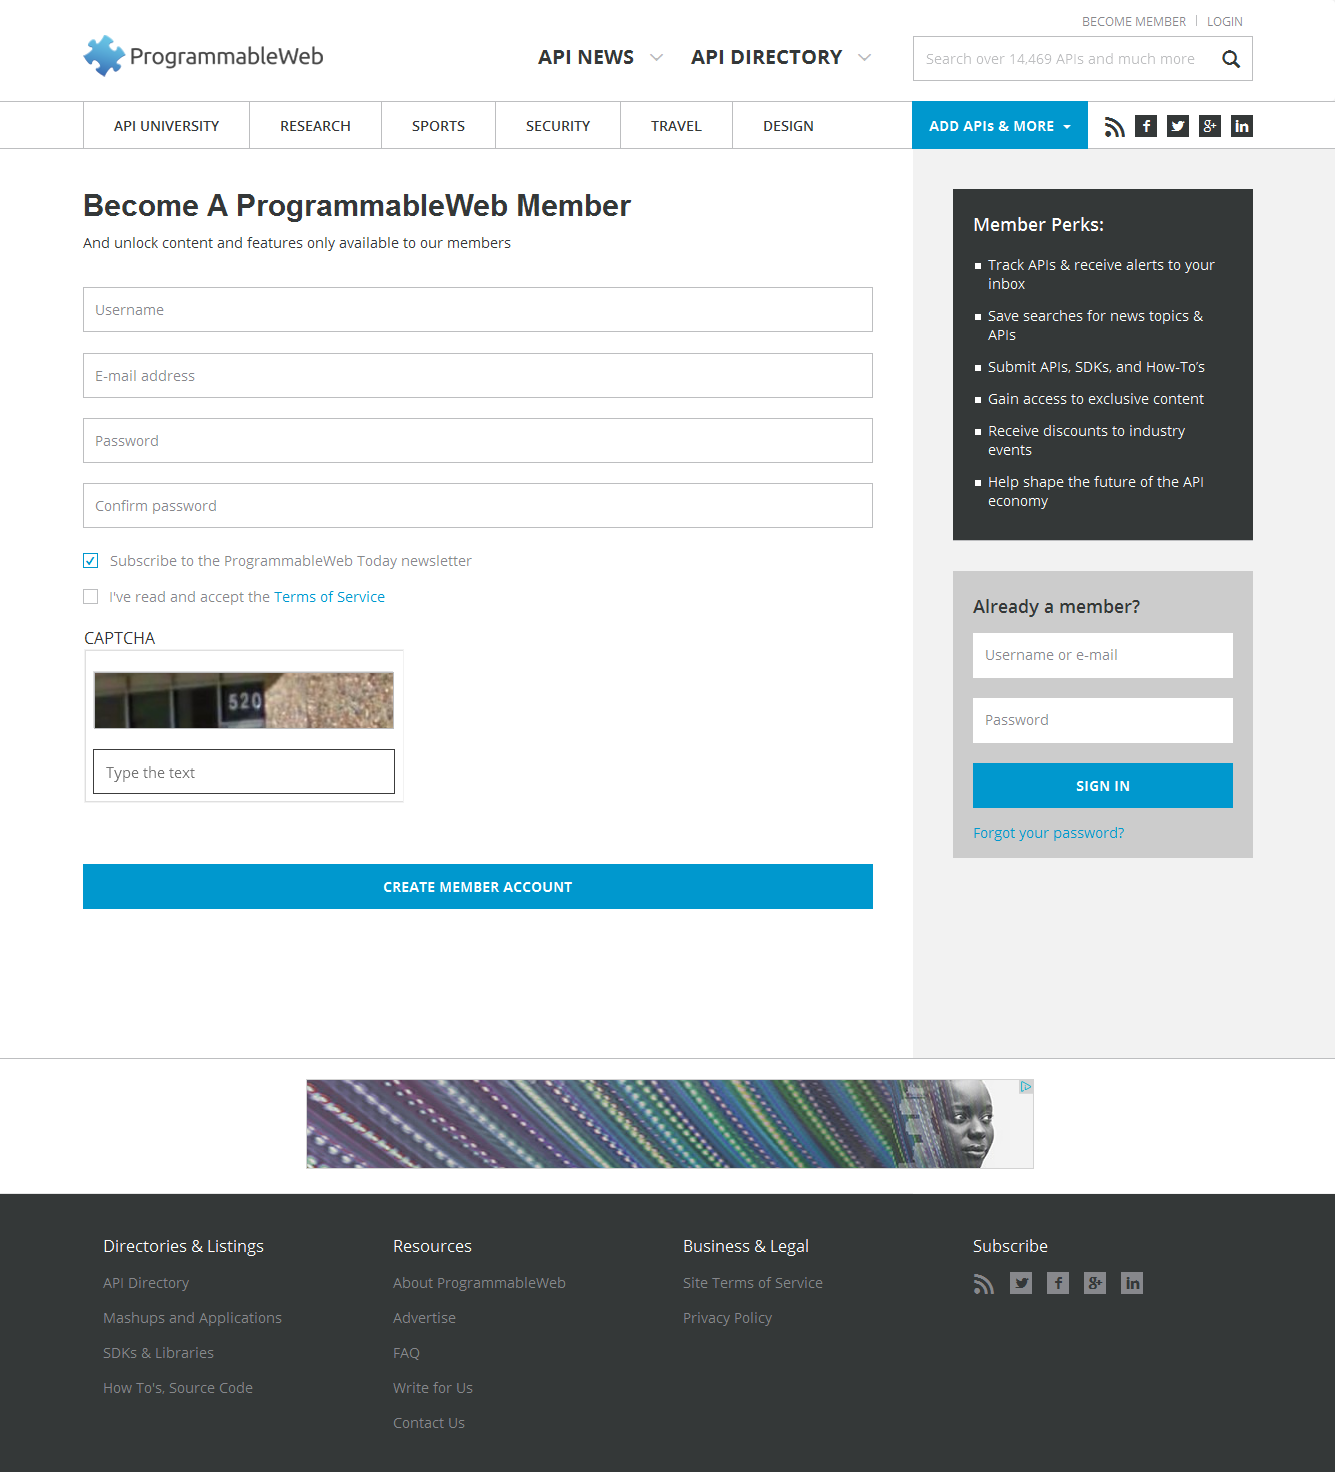 BECOME MEMBER
LOGIN
ProgrammableWeb
API NEWS
API DIRECTORY
Search over 14,469 APIs and much more
API UNIVERSITY
RESEARCH
SPORTS
SECURITY
TRAVEL
DESIGN
ADD APIs & MORE
Become A ProgrammableWeb Member
And unlock content and features only available to our members
Username
E-mail address
Password
Confirm password
Subscribe to the ProgrammableWeb Today newsletter
I've read and accept the Terms of Service
CAPTCHA
520
Type the text
CREATE MEMBER ACCOUNT
Member Perks:
Track APIs & receive alerts to your
inbox
Save searches for news topics &
APIs
Submit APIs, SDKs, and How-To's
Gain access to exclusive content
Receive discounts to industry
events
Help shape the future of the API
economy
Already a member?
Username or e-mail
Password
SIGN IN
Forgot your password?
Directories & Listings
API Directory
Mashups and Applications
SDKs & Libraries
How To's, Source Code
Resources
About ProgrammableWeb
Advertise
FAQ
Write for Us
Contact Us
Business & Legal
Site Terms of Service
Privacy Policy
Subscribe